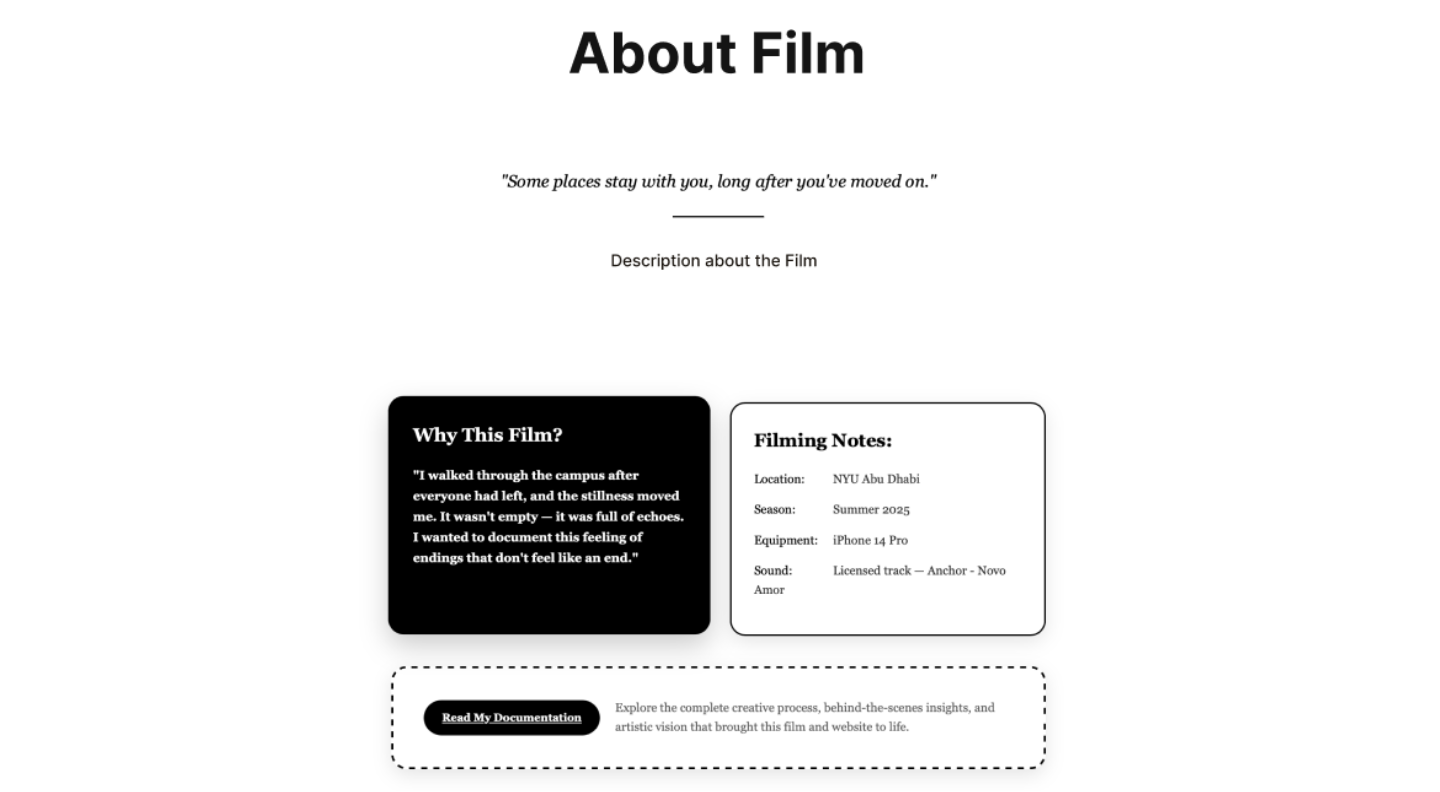 About Film
"Some places stay with you, long after you've moved on."
Description about the Film
Why This Film?
"I walked through the campus after
everyone had left, and the stillness moved
me. It wasn't empty — it was full of echoes.
I wanted to document this feeling of
endings that don't feel like an end."
Filming Notes:
Location: NYU Abu Dhabi
Season: Summer 2025
Equipment: iPhone 14 Pro
Sound: Licensed track — Anchor - Novo
Amor
Read My Documentation
Explore the complete creative process, behind-the-scenes insights, and
artistic vision that brought this film and website to life.